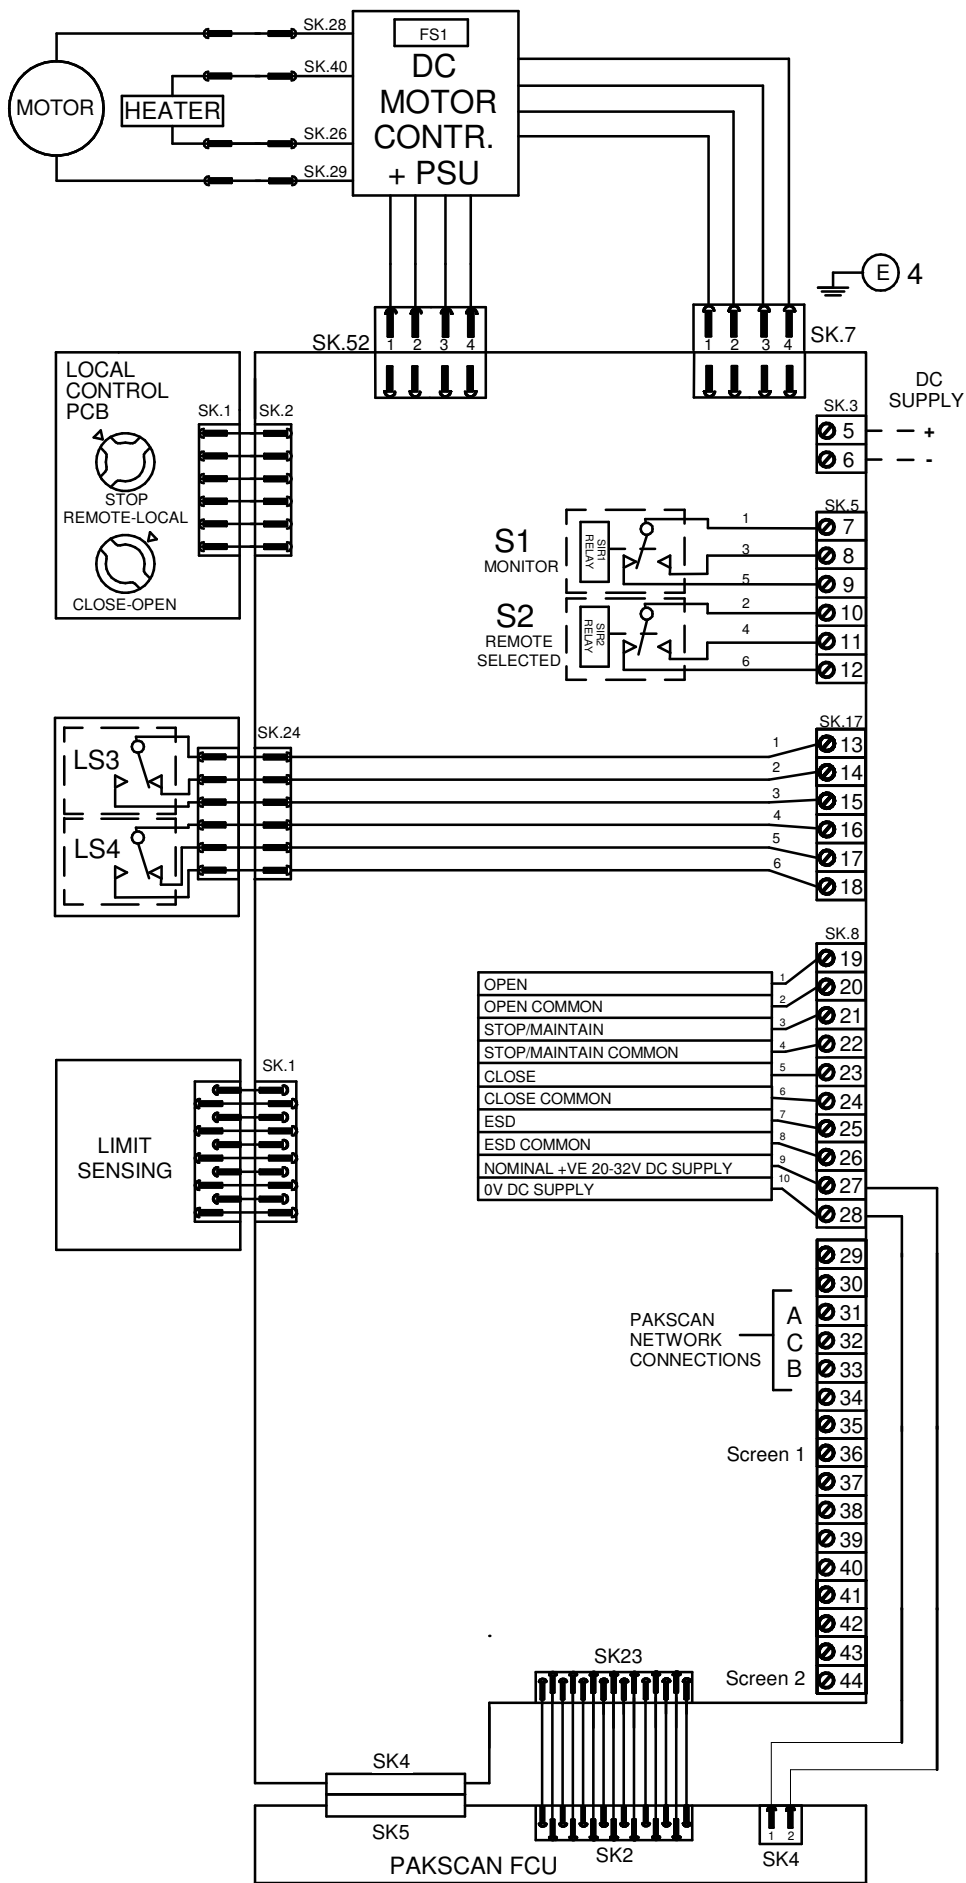 SK.28
FS1
SK.40
DC
MOTOR
CONTR.
+ PSU
MOTOR
HEATER
SK.26
SK.29
E 4
SK.52
1 2 3 4
1 2 3 4
SK.7
LOCAL
CONTROL
PCB
SK.1 SK.2
STOP
REMOTE-LOCAL
CLOSE-OPEN
DC
SUPPLY
SK.3
5 +
6 -
SK.5
S1
MONITOR
SIR1
RELAY
1 7
3 8
5 9
S2
REMOTE
SELECTED
SIR2
RELAY
2 10
4 11
6 12
SK.24
SK.17
LS3
LS4
1 13
2 14
3 15
4 16
5 17
6 18
SK.8
OPEN 1 19
OPEN COMMON 2 20
STOP/MAINTAIN 3 21
STOP/MAINTAIN COMMON 4 22
CLOSE 5 23
CLOSE COMMON 6 24
ESD 7 25
ESD COMMON 8 26
NOMINAL +VE 20-32V DC SUPPLY 9 27
0V DC SUPPLY 10 28
SK.1
LIMIT
SENSING
29
30
PAKSCAN
NETWORK
CONNECTIONS
A 31
C 32
B 33
34
35
Screen 1 36
37
38
39
40
41
42
43
Screen 2 44
SK23
SK4
SK5
SK2
1 2
SK4
PAKSCAN FCU